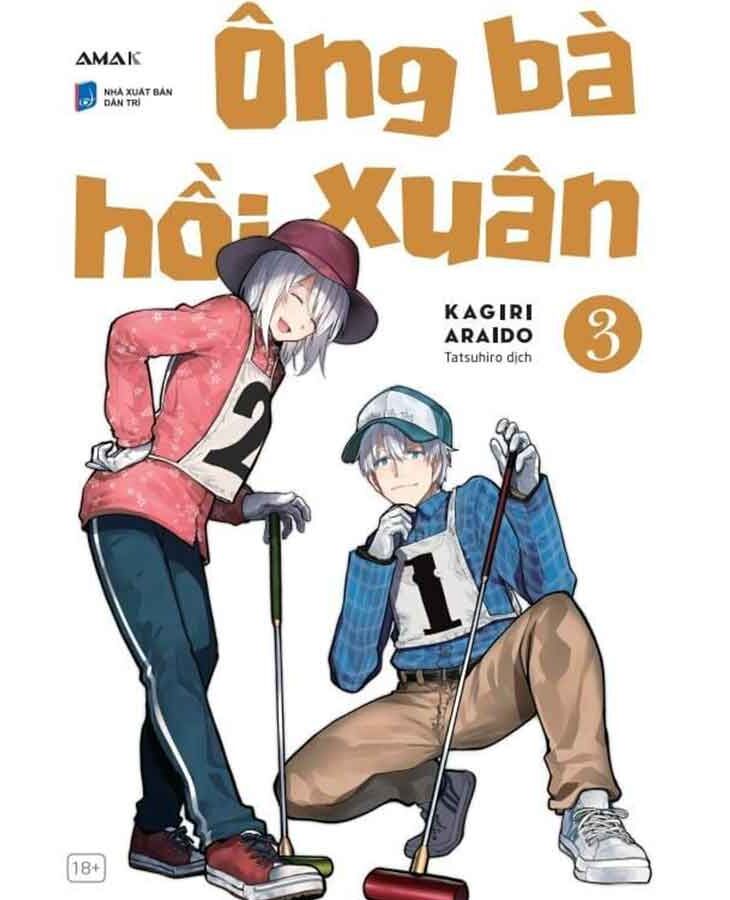 AMAK
NHÀ XUẤT BẢN
DÂN TRÍ
Ông bà
hồi xuân
KAGIRI
ARAIDO
Tatsuhiro dịch
3
2
1
18+